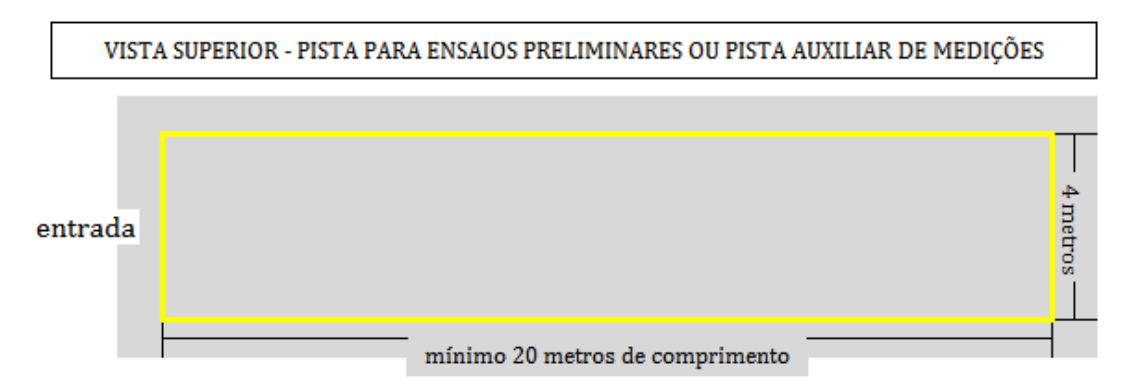 VISTA SUPERIOR - PISTA PARA ENSAIOS PRELIMINARES OU PISTA AUXILIAR DE MEDIÇÕES
entrada
4 metros
mínimo 20 metros de comprimento